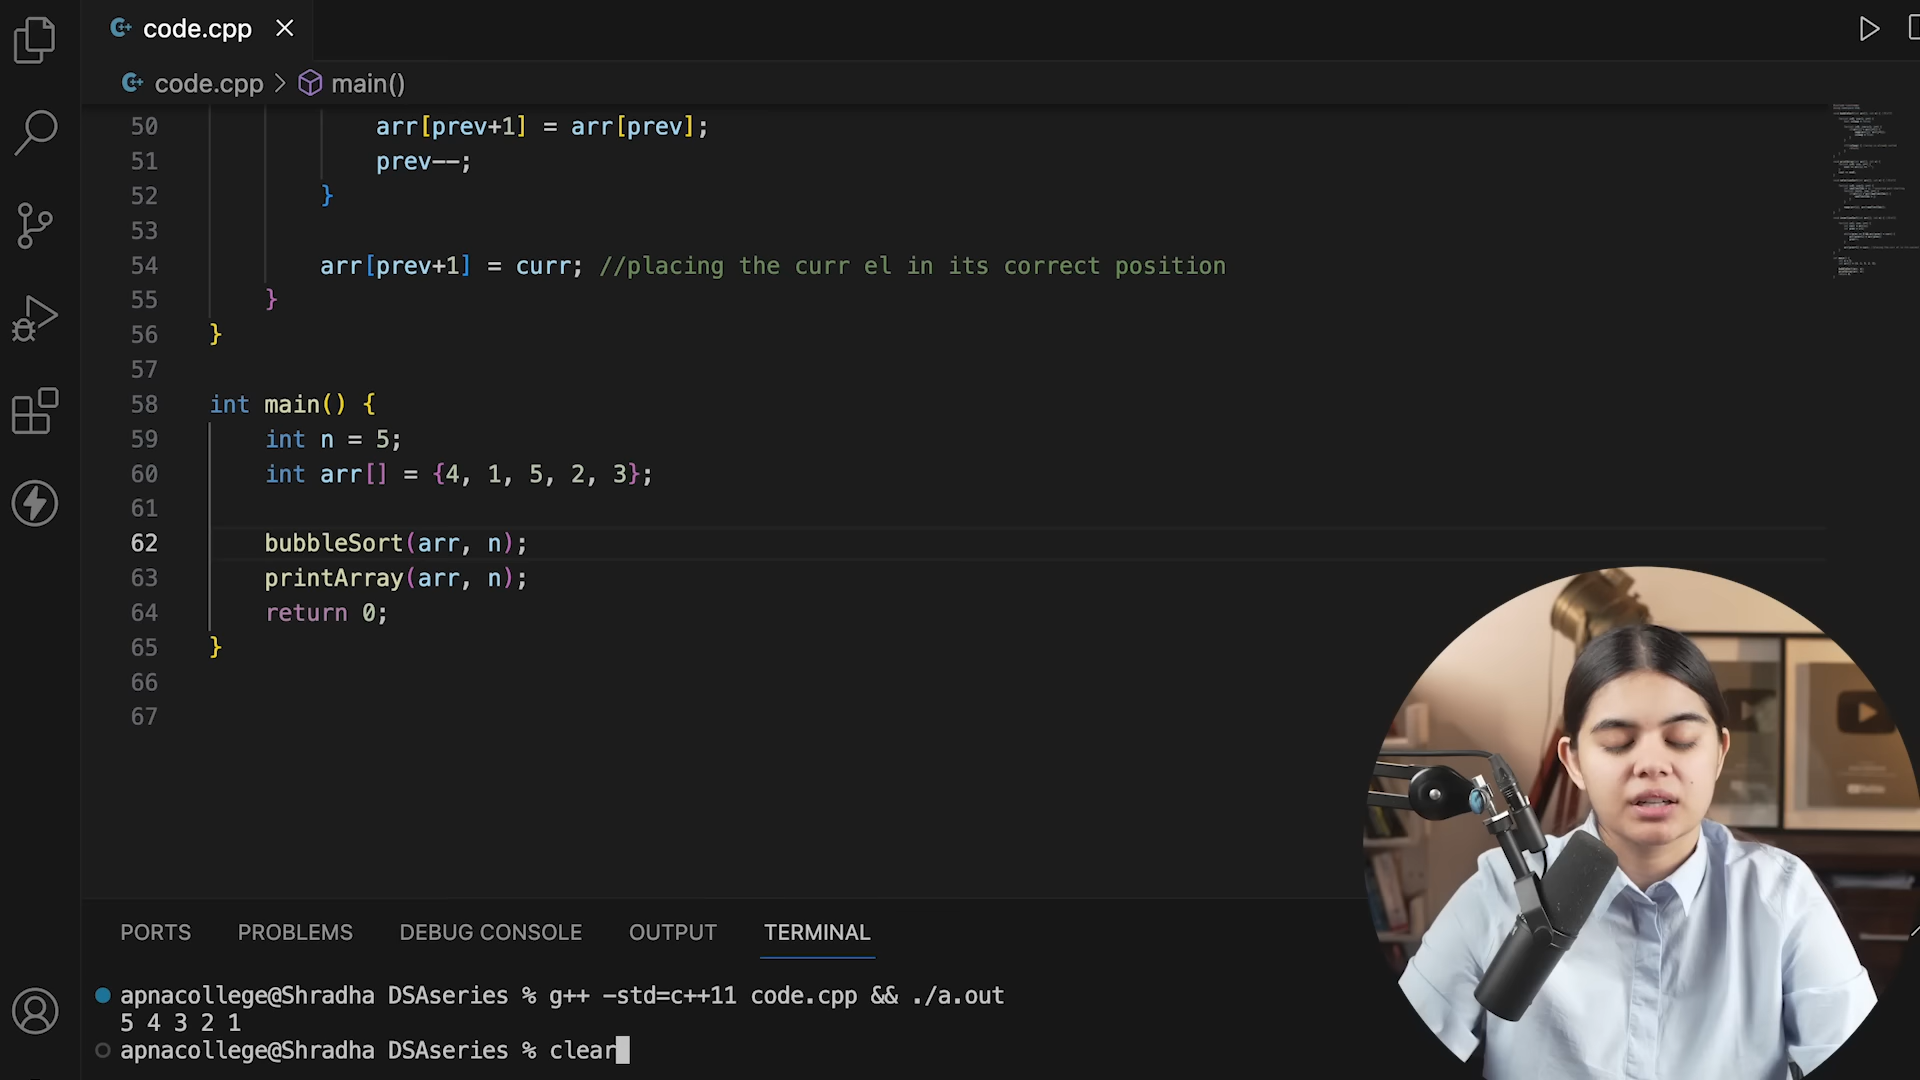 code.cpp
code.cpp > main()
50 arr[prev+1] = arr[prev];
51 prev--;
52 }
53
54 arr[prev+1] = curr; //placing the curr el in its correct position
55 }
56 }
57
58 int main() {
59 int n = 5;
60 int arr[] = {4, 1, 5, 2, 3};
61
62 bubbleSort(arr, n);
63 printArray(arr, n);
64 return 0;
65 }
66
67
PORTS PROBLEMS DEBUG CONSOLE OUTPUT TERMINAL
apnacollege@Shradha DSAseries % g++ -std=c++11 code.cpp && ./a.out
5 4 3 2 1
apnacollege@Shradha DSAseries % clear